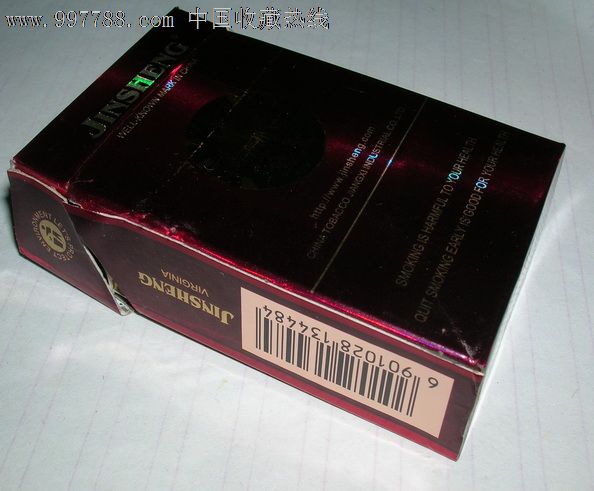 www.997788.com 中国收藏热线
JINSHENG
WELL-KNOWN MARK IN CHINA
http://www.jinsheng.com
CHINA TOBACCO JIANGXI INDUSTRIAL CO.,LTD.
SMOKING IS HARMFUL TO YOUR HEALTH
QUIT SMOKING EARLY IS GOOD FOR YOUR HEALTH
JINSHENG
VIRGINIA
6 901028 134484